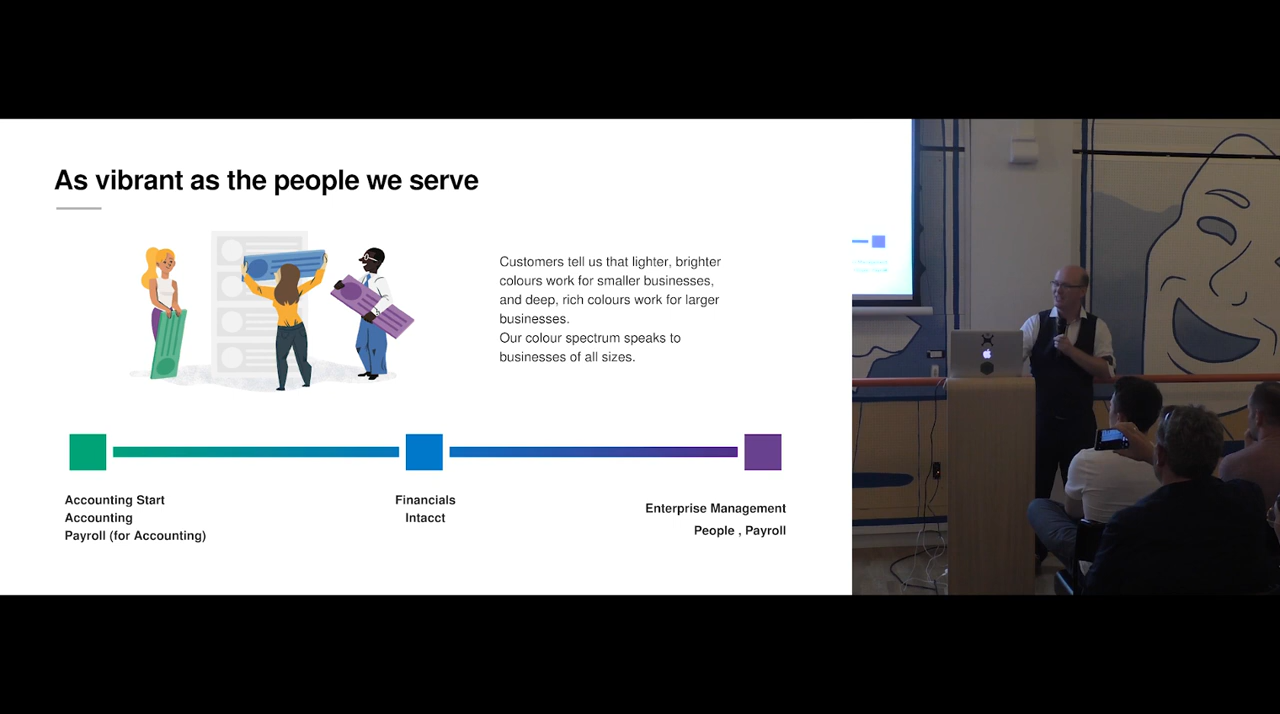 As vibrant as the people we serve
Customers tell us that lighter, brighter
colours work for smaller businesses,
and deep, rich colours work for larger
businesses.
Our colour spectrum speaks to
businesses of all sizes.
Accounting Start
Accounting
Payroll (for Accounting)
Financials
Intacct
Enterprise Management
People , Payroll